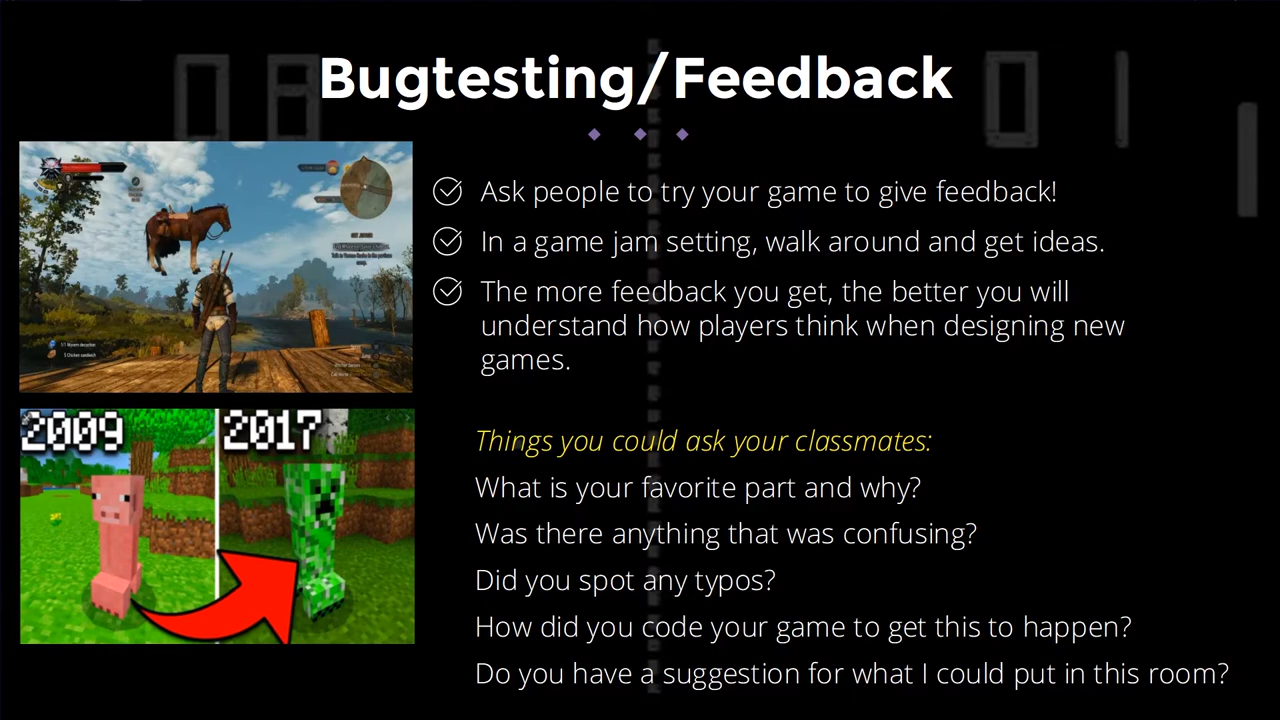 Bugtesting/Feedback
Ask people to try your game to give feedback!
In a game jam setting, walk around and get ideas.
The more feedback you get, the better you will
understand how players think when designing new
games.
2009
2017
Things you could ask your classmates:
What is your favorite part and why?
Was there anything that was confusing?
Did you spot any typos?
How did you code your game to get this to happen?
Do you have a suggestion for what I could put in this room?